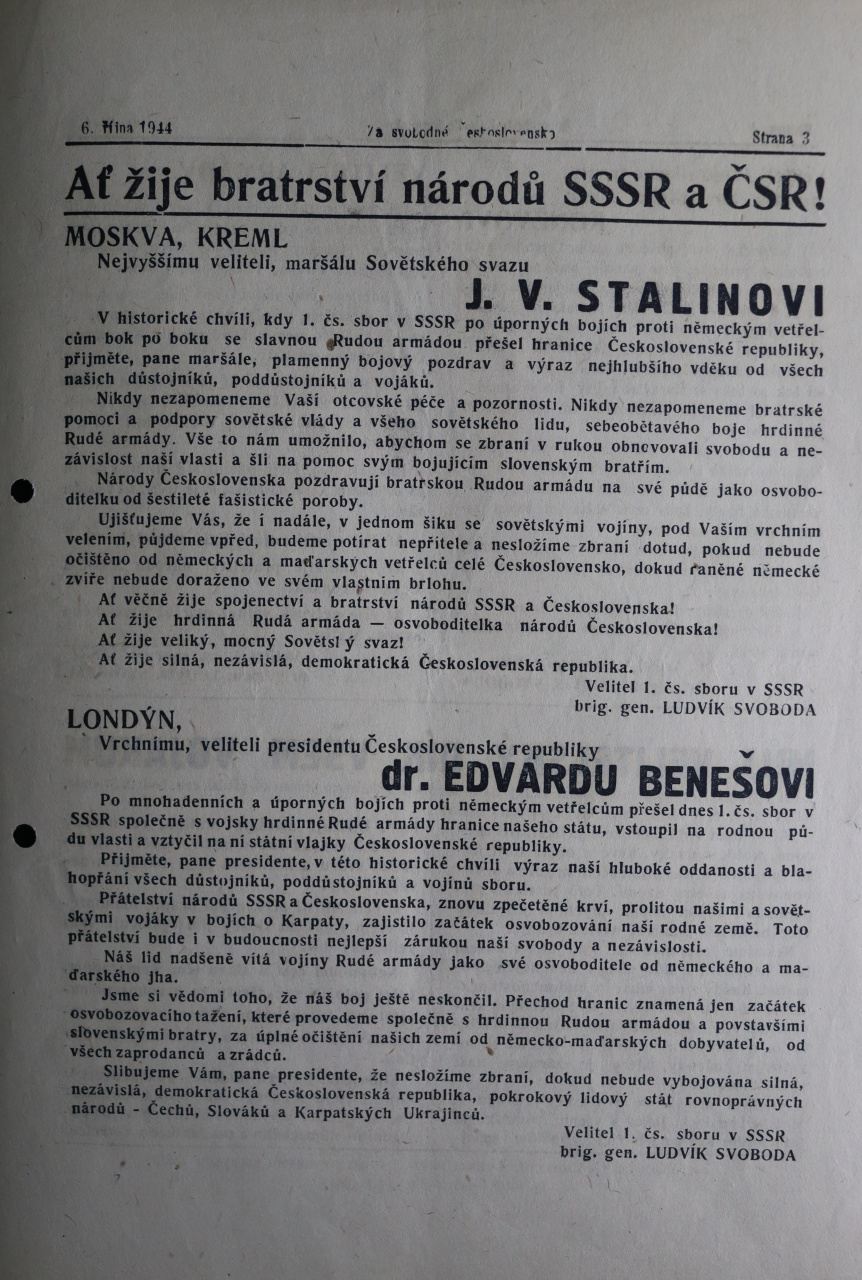 6. Října 1944
Za svobodné Československo
Strana 3
Ať žije bratrství národů SSSR a ČSR!
MOSKVA, KREML
Nejvyššímu veliteli, maršálu Sovětského svazu
J. V. STALINOVI
V historické chvíli, kdy 1. čs. sbor v SSSR po úporných bojích proti německým vetřel-
cům bok po boku se slavnou Rudou armádou přešel hranice Československé republiky,
přijměte, pane maršále, plamenný bojový pozdrav a výraz nejhlubšího vděku od všech
našich důstojníků, poddůstojníků a vojáků.
Nikdy nezapomeneme Vaší otcovské péče a pozornosti. Nikdy nezapomeneme bratrské
pomoci a podpory sovětské vlády a všeho sovětského lidu, sebeobětavého boje hrdinné
Rudé armády. Vše to nám umožnilo, abychom se zbraní v rukou obnovovali svobodu a ne-
závislost naší vlasti a šli na pomoc svým bojujícím slovenským bratřím.
Národy Československa pozdravují bratrskou Rudou armádu na své půdě jako osvobo-
ditelku od šestileté fašistické poroby.
Ujišťujeme Vás, že i nadále, v jednom šiku se sovětskými vojíny, pod Vaším vrchním
velením, půjdeme vpřed, budeme potírat nepřitele a nesložíme zbraní dotud, pokud nebude
očištěno od německých a maďarskych vetřelců celé Československo, dokud raněné německé
zvíře nebude doraženo ve svém vlastním brlohu.
Ať věčně žije spojenectví a bratrství národů SSSR a Československa!
Ať žije hrdinná Rudá armáda — osvoboditelka národů Československa!
Ať žije veliký, mocný Sovětský svaz!
Ať žije silná, nezávislá, demokratická Československá republika.
Velitel 1. čs. sboru v SSSR
brig. gen. LUDVÍK SVOBODA
LONDÝN,
Vrchnímu, veliteli presidentu Československé republiky
dr. EDVARDU BENEŠOVI
Po mnohadenních a úporných bojích proti německým vetřelcům přešel dnes 1. čs. sbor v
SSSR společně s vojsky hrdinné Rudé armády hranice našeho státu, vstoupil na rodnou pů-
du vlasti a vztyčil na ní státní vlajky Československé republiky.
Přijměte, pane presidente, v této historické chvíli výraz naší hluboké oddanosti a bla-
hopřání všech důstojníků, poddůstojníků a vojínů sboru.
Přátelství národů SSSR a Československa, znovu zpečetěné krví, prolitou našimi a sovět-
skými vojáky v bojích o Karpaty, zajistilo začátek osvobozování naší rodné země. Toto
přátelství bude i v budoucnosti nejlepší zárukou naší svobody a nezávislosti.
Náš lid nadšeně vítá vojíny Rudé armády jako své osvoboditele od německého a ma-
ďarského jha.
Jsme si vědomi toho, že náš boj ještě neskončil. Přechod hranic znamená jen začátek
osvobozovacího tažení, které provedeme společně s hrdinnou Rudou armádou a povstavšími
slovenskými bratry, za úplné očištění našich zemí od německo-maďarských dobyvatelů, od
všech zaprodanců a zrádců.
Slibujeme Vám, pane presidente, že nesložíme zbraní, dokud nebude vybojována silná,
nezávislá, demokratická Československá republika, pokrokový lidový stát rovnoprávných
národů - Čechů, Slováků a Karpatských Ukrajinců.
Velitel 1. čs. sboru v SSSR
brig. gen. LUDVÍK SVOBODA